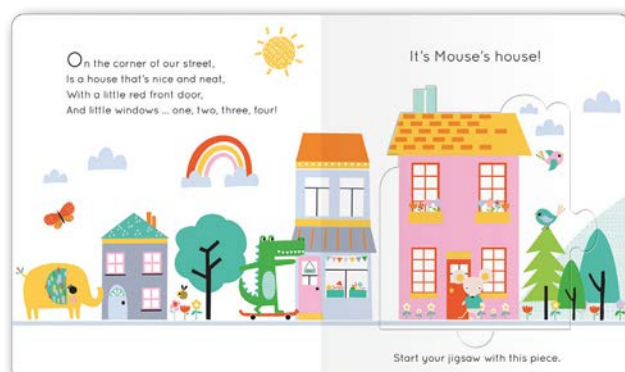 On the corner of our street,
Is a house that's nice and neat,
With a little red front door,
And little windows ... one, two, three, four!
It's Mouse's house!
Start your jigsaw with this piece.